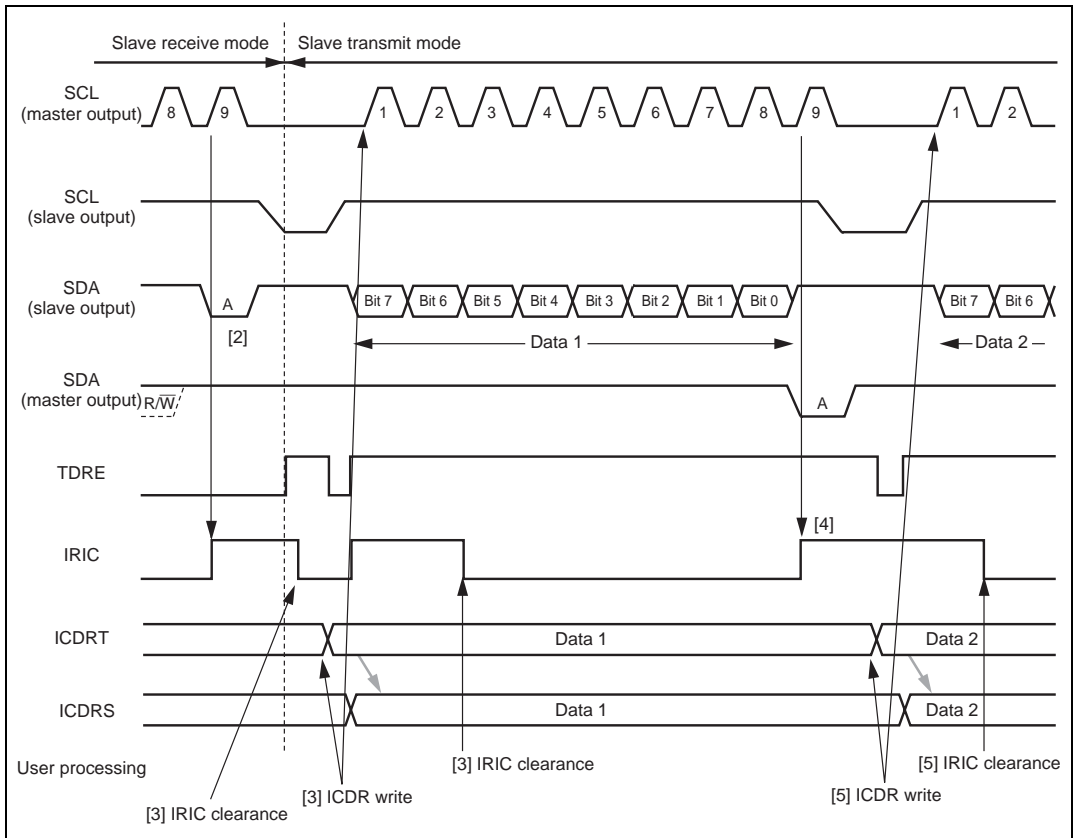 Slave receive mode
Slave transmit mode
SCL
(master output)
8
9
1
2
3
4
5
6
7
8
9
1
2
SCL
(slave output)
SDA
(slave output)
A
Bit 7
Bit 6
Bit 5
Bit 4
Bit 3
Bit 2
Bit 1
Bit 0
Bit 7
Bit 6
[2]
Data 1
Data 2
SDA
(master output)
R/W̅
A
TDRE
IRIC
[4]
ICDRT
Data 1
Data 2
ICDRS
Data 1
Data 2
User processing
[3] IRIC clearance
[3] ICDR write
[3] IRIC clearance
[5] ICDR write
[5] IRIC clearance